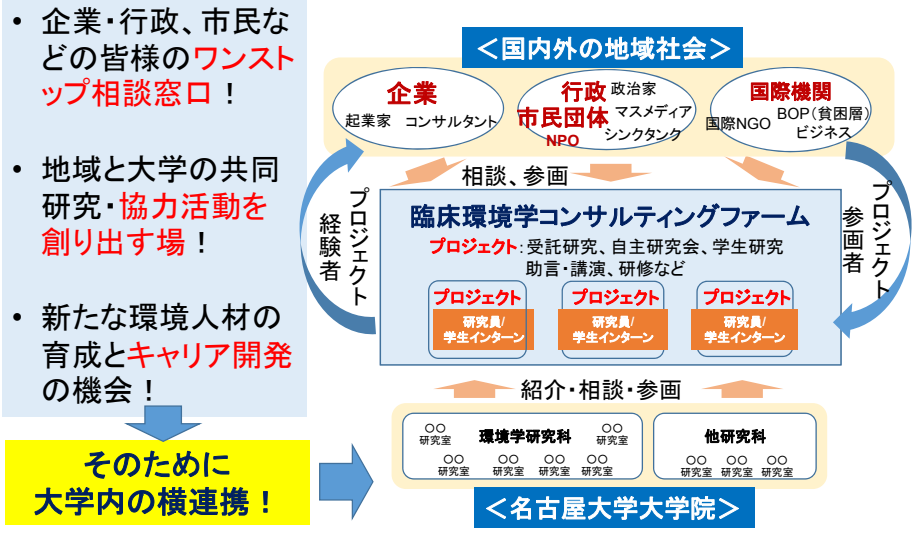 • 企業・行政、市民な
どの皆様のワンスト
ップ相談窓口！
• 地域と大学の共同
研究・協力活動を
創り出す場！
• 新たな環境人材の
育成とキャリア開発
の機会！
そのために
大学内の横連携！
＜国内外の地域社会＞
企業
起業家 コンサルタント
行政
市民団体
NPO
政治家
マスメディア
シンクタンク
国際機関
国際NGO
BOP（貧困層）
ビジネス
相談、参画
プロジェクト
経験者
プロジェクト
参画者
臨床環境学コンサルティングファーム
プロジェクト：受託研究、自主研究会、学生研究
助言・講演、研修など
プロジェクト
研究員/
学生インターン
プロジェクト
研究員/
学生インターン
プロジェクト
研究員/
学生インターン
紹介・相談・参画
環境学研究科
〇〇
研究室
〇〇
研究室
〇〇
研究室
〇〇
研究室
〇〇
研究室
〇〇
研究室
他研究科
〇〇
研究室
〇〇
研究室
〇〇
研究室
＜名古屋大学大学院＞